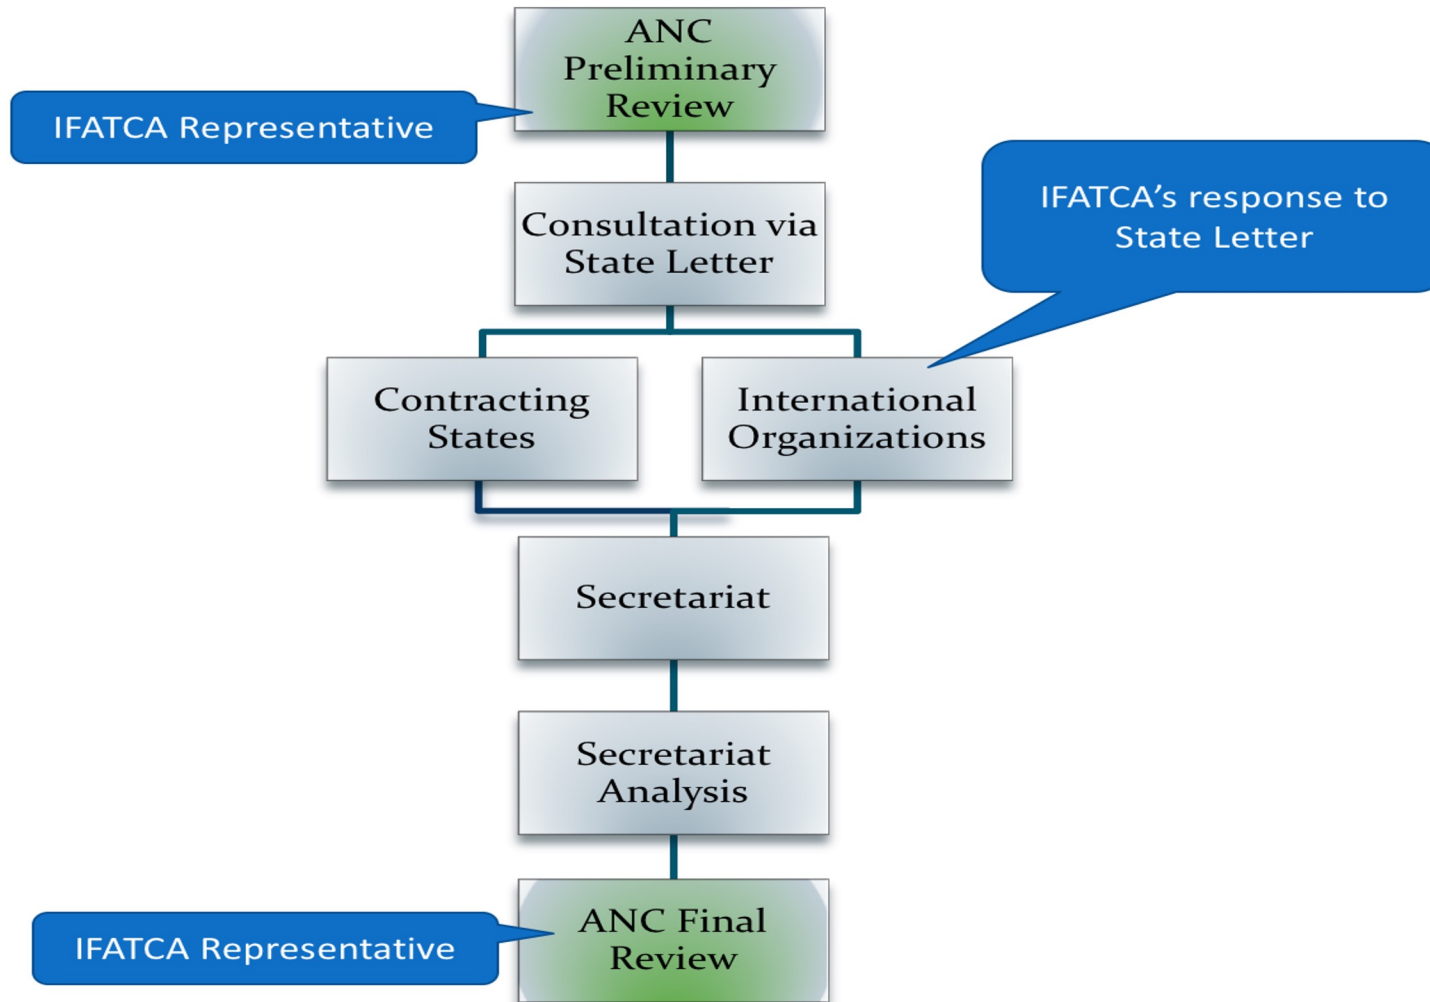 ANC
Preliminary
Review
IFATCA Representative
Consultation via
State Letter
IFATCA’s response to
State Letter
Contracting
States
International
Organizations
Secretariat
Secretariat
Analysis
ANC Final
Review
IFATCA Representative